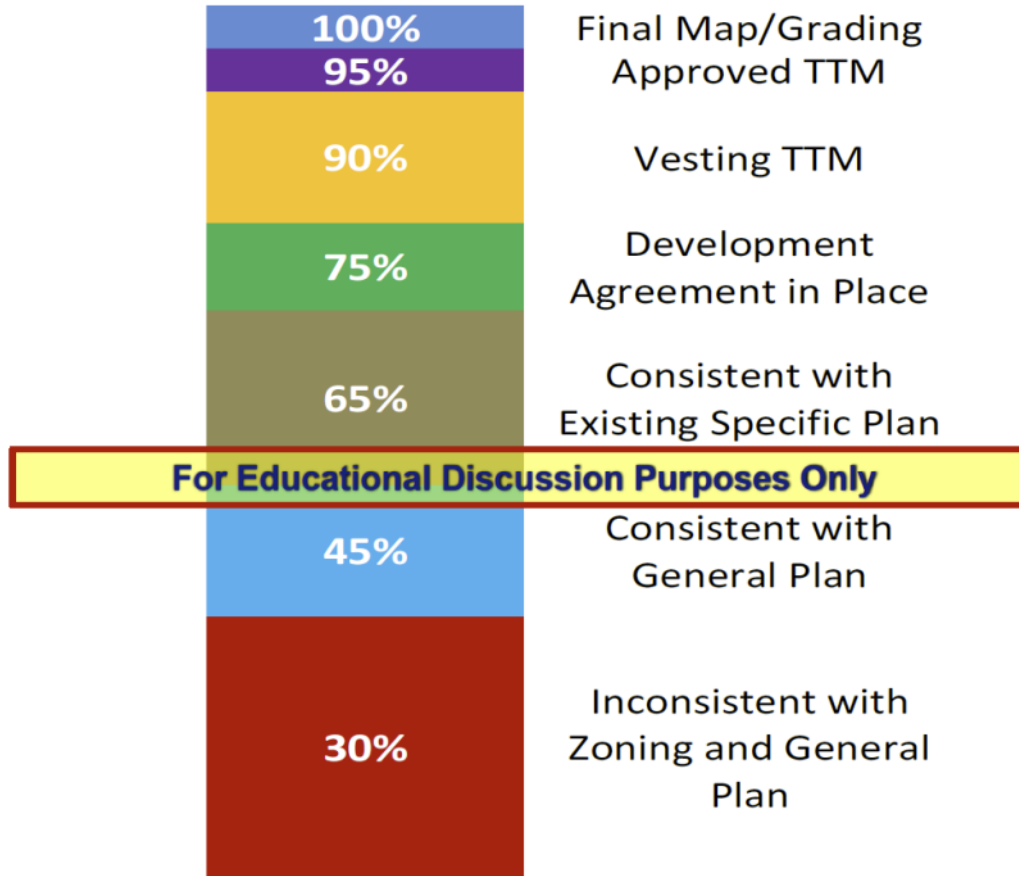 100% Final Map/Grading
95% Approved TTM
90% Vesting TTM
75% Development
Agreement in Place
65% Consistent with
Existing Specific Plan
For Educational Discussion Purposes Only
45% Consistent with
General Plan
30% Inconsistent with
Zoning and General
Plan